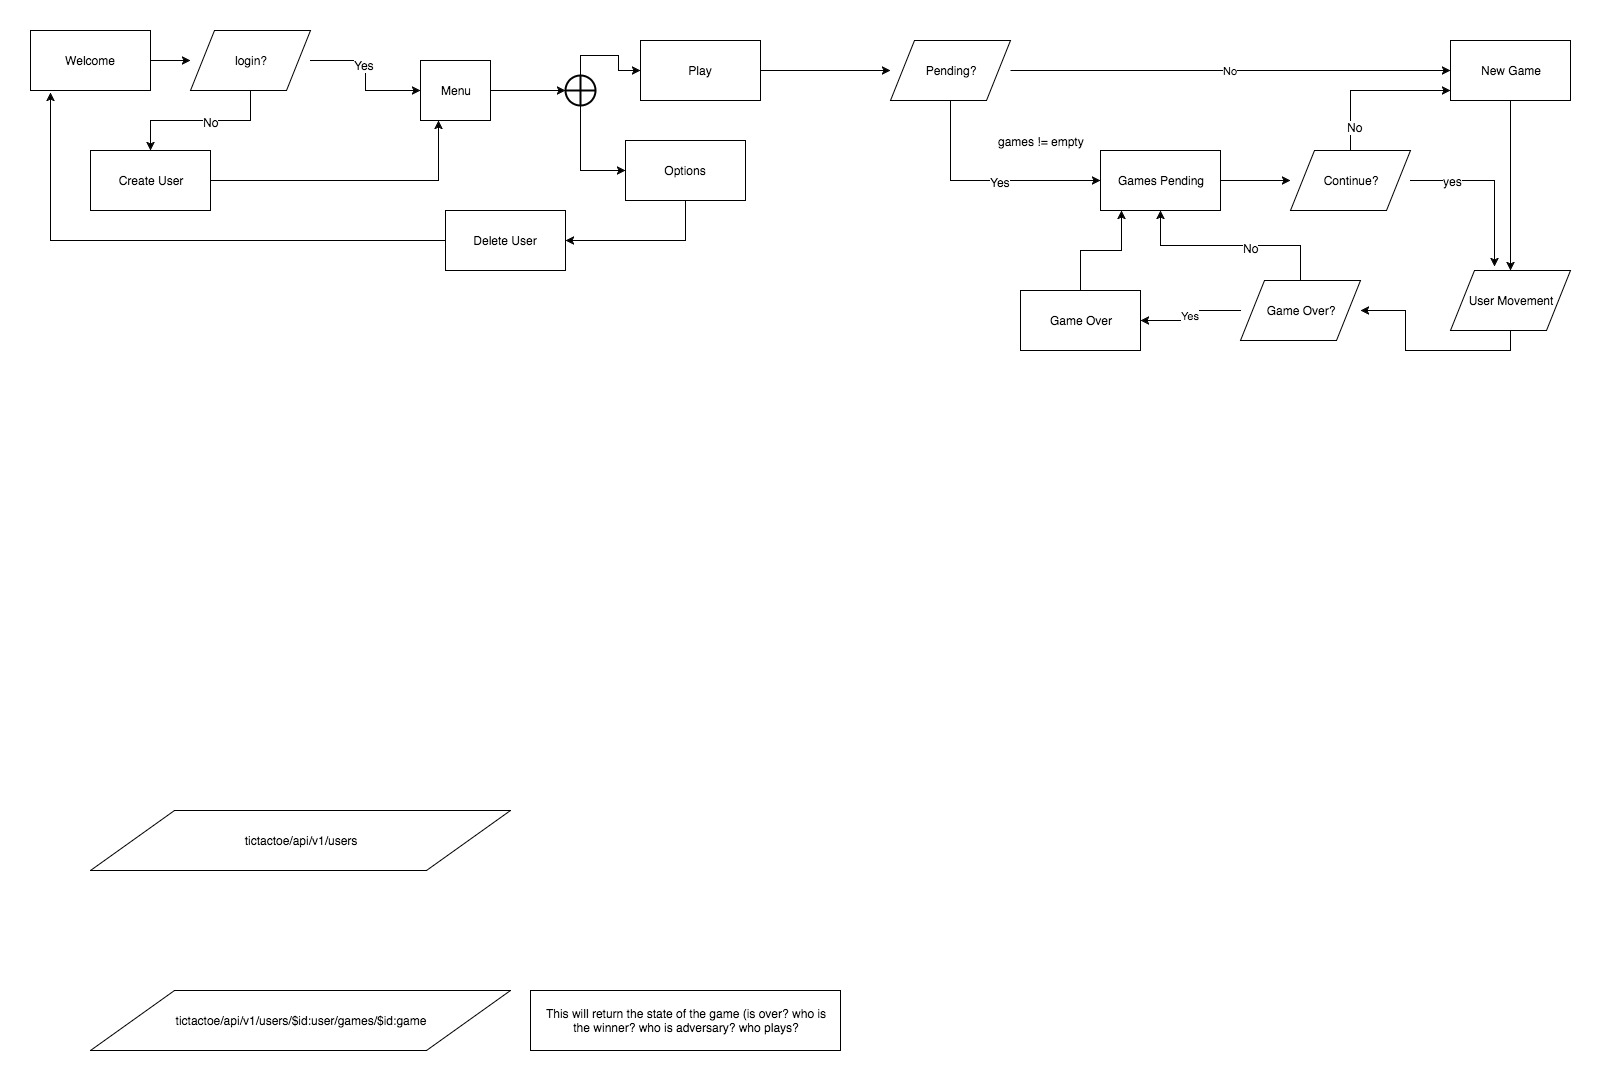 Welcome
login?
Yes
Menu
Play
Pending?
No
New Game
No
Create User
Options
Delete User
games != empty
Yes
Games Pending
Continue?
No
yes
No
User Movement
Game Over
Yes
Game Over?
tictactoe/api/v1/users
tictactoe/api/v1/users/$id:user/games/$id:game
This will return the state of the game (is over? who is
the winner? who is adversary? who plays?